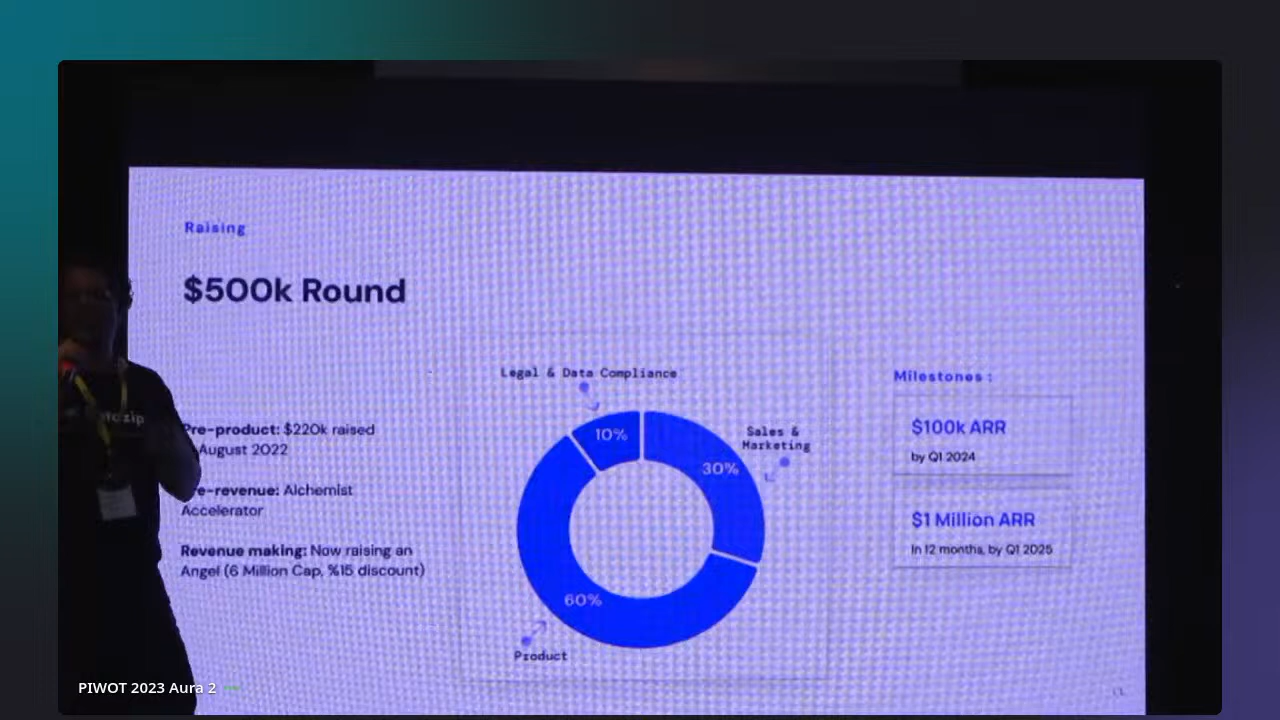 Raising
$500k Round
Pre-product: $220k raised
August 2022
Pre-revenue: Alchemist
Accelerator
Revenue making: Now raising an
Angel (6 Million Cap, %15 discount)
Legal & Data Compliance
10%
Sales &
Marketing
30%
60%
Product
Milestones :
$100k ARR
by Q1 2024
$1 Million ARR
In 12 months, by Q1 2025
PIWOT 2023 Aura 2